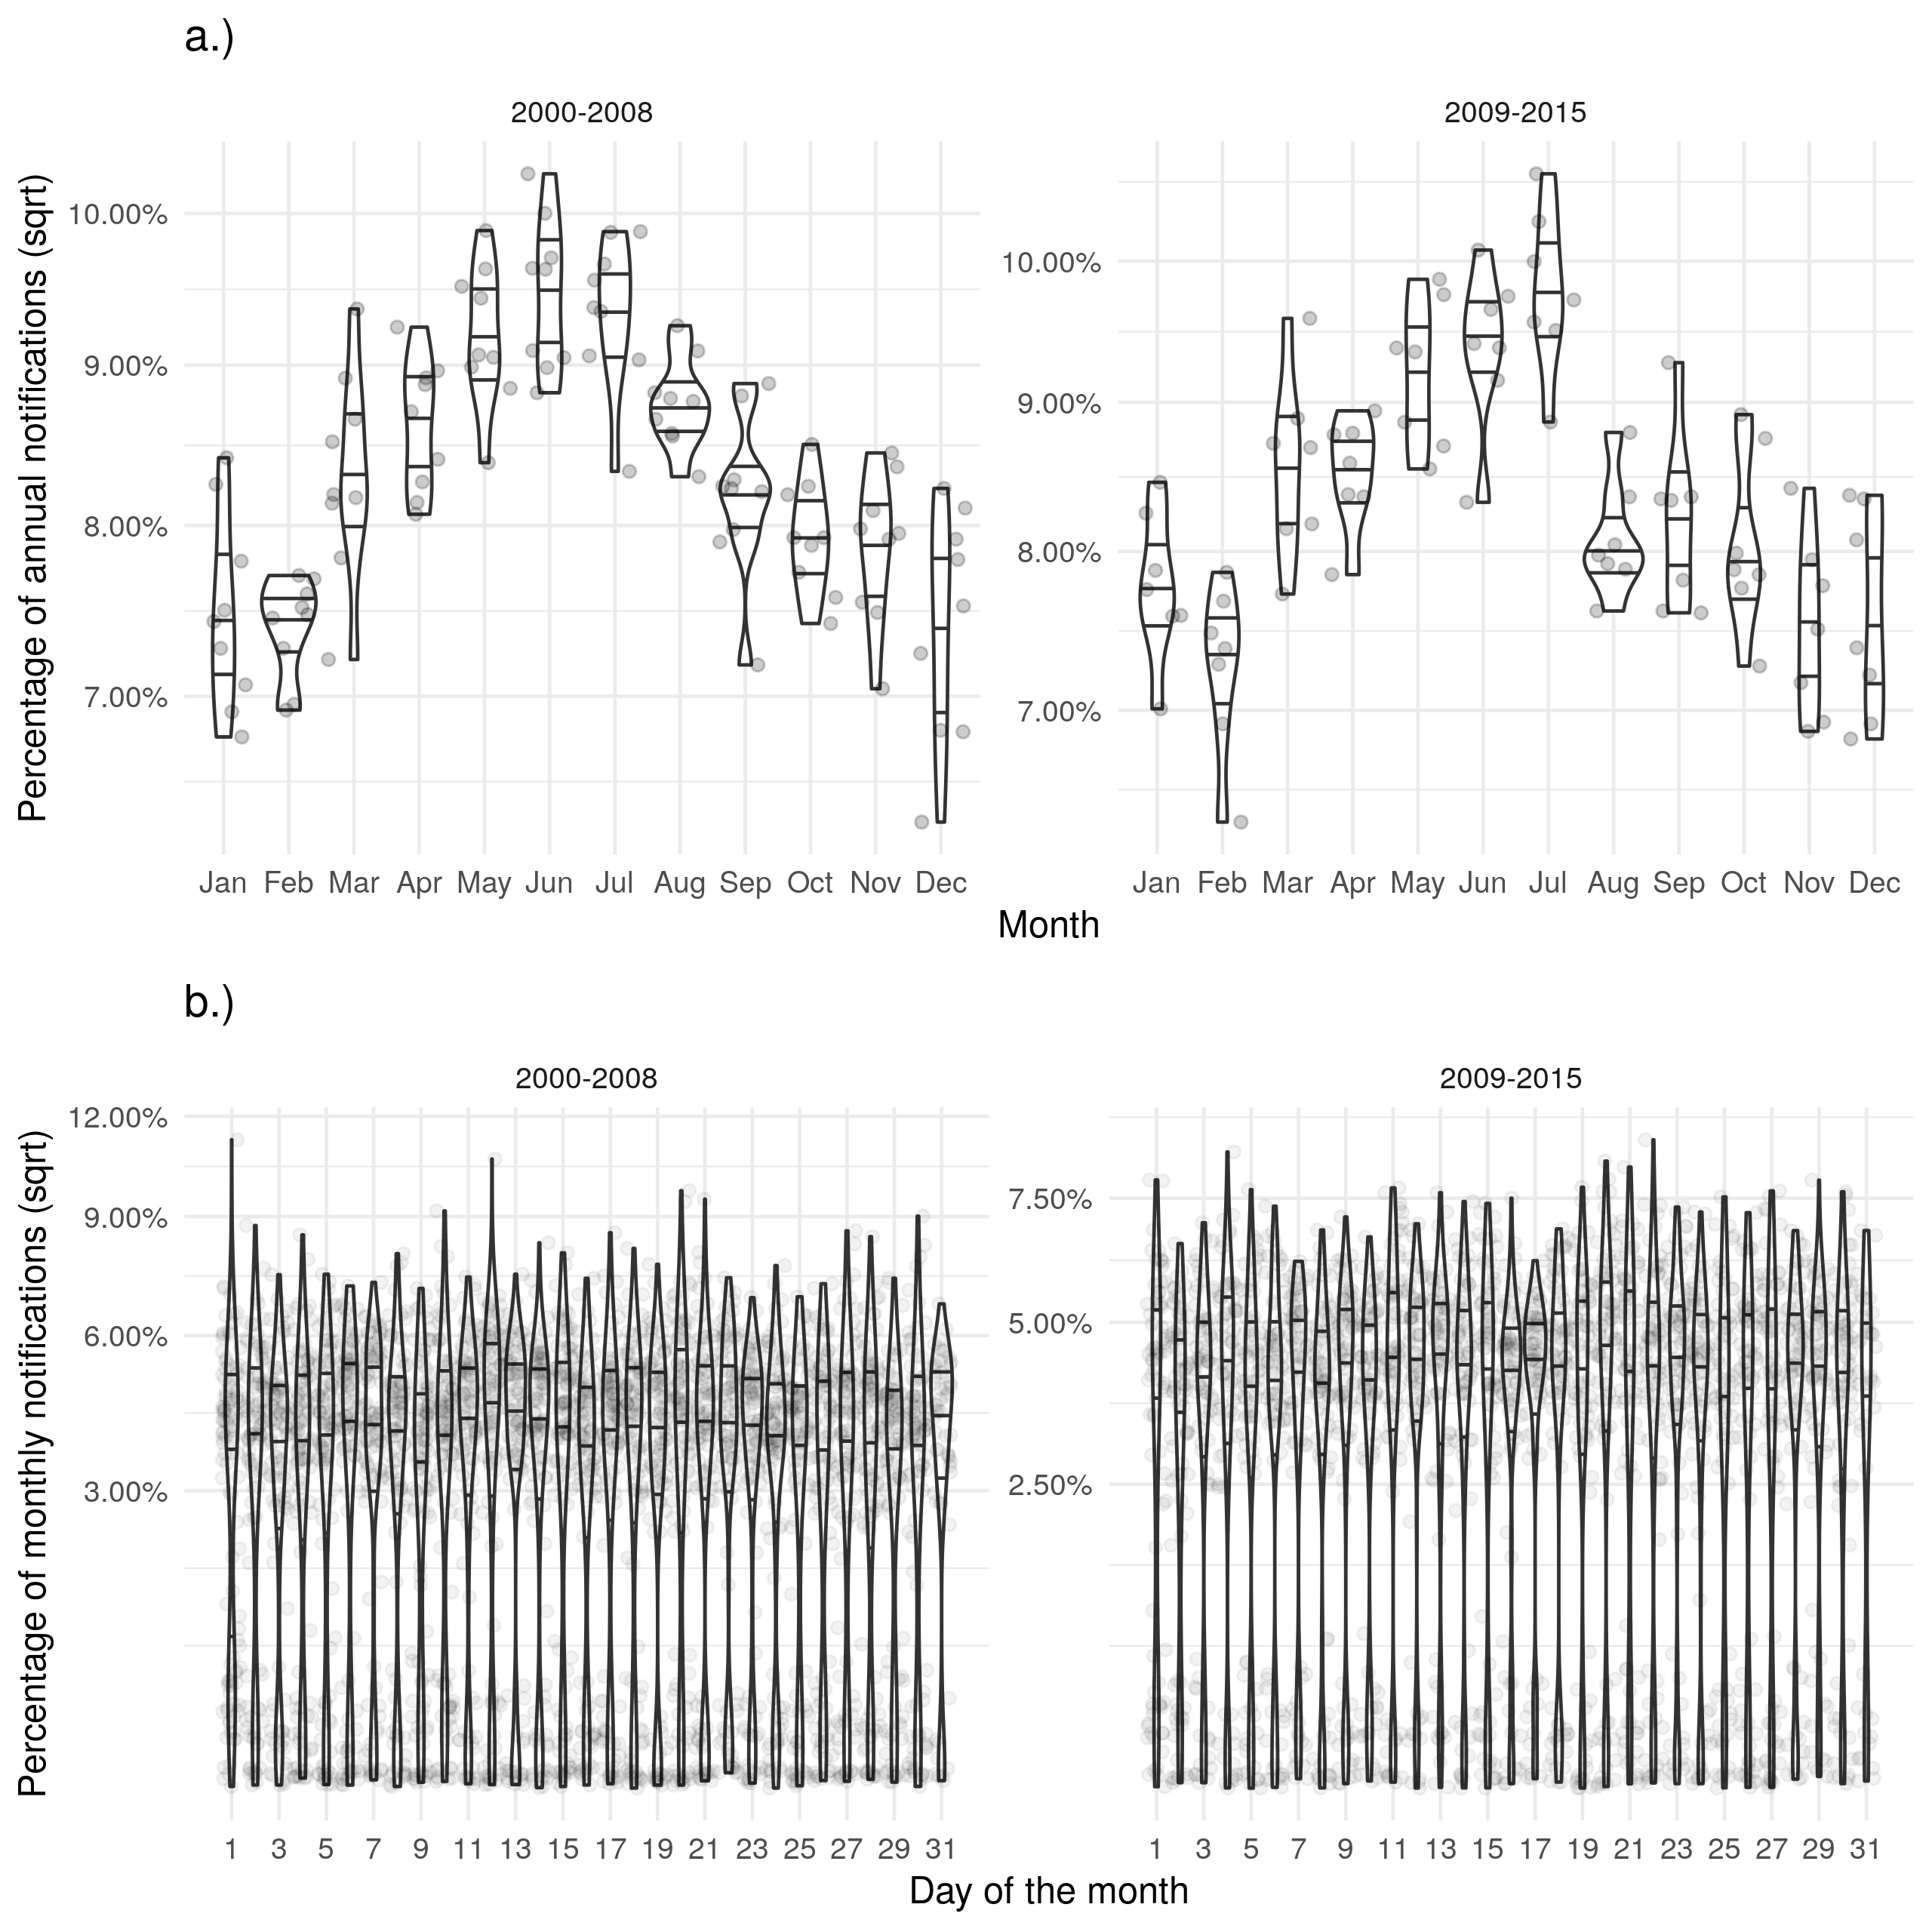 a.)
2000-2008
2009-2015
Percentage of annual notifications (sqrt)
10.00%
9.00%
8.00%
7.00%
10.00%
9.00%
8.00%
7.00%
Jan Feb Mar Apr May Jun Jul Aug Sep Oct Nov Dec
Jan Feb Mar Apr May Jun Jul Aug Sep Oct Nov Dec
Month
b.)
2000-2008
2009-2015
Percentage of monthly notifications (sqrt)
12.00%
9.00%
6.00%
3.00%
7.50%
5.00%
2.50%
1 3 5 7 9 11 13 15 17 19 21 23 25 27 29 31
1 3 5 7 9 11 13 15 17 19 21 23 25 27 29 31
Day of the month